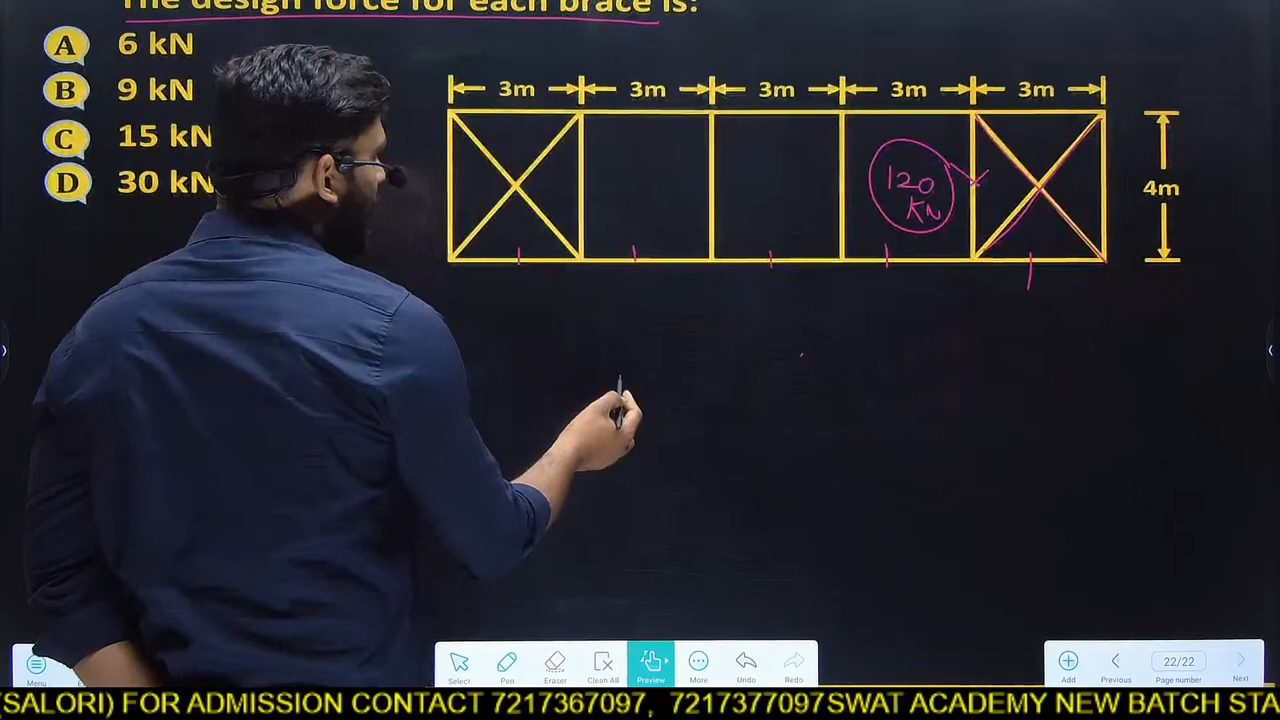 The design force for each brace is:
A 6 kN
B 9 kN
C 15 kN
D 30 kN
3m 3m 3m 3m 3m
120
KN
4m
Menu
Select Pen Eraser Clean All Preview More Undo Redo
Add Previous 22/22 Next
Page number
(SALORI) FOR ADMISSION CONTACT 7217367097, 7217377097SWAT ACADEMY NEW BATCH STA